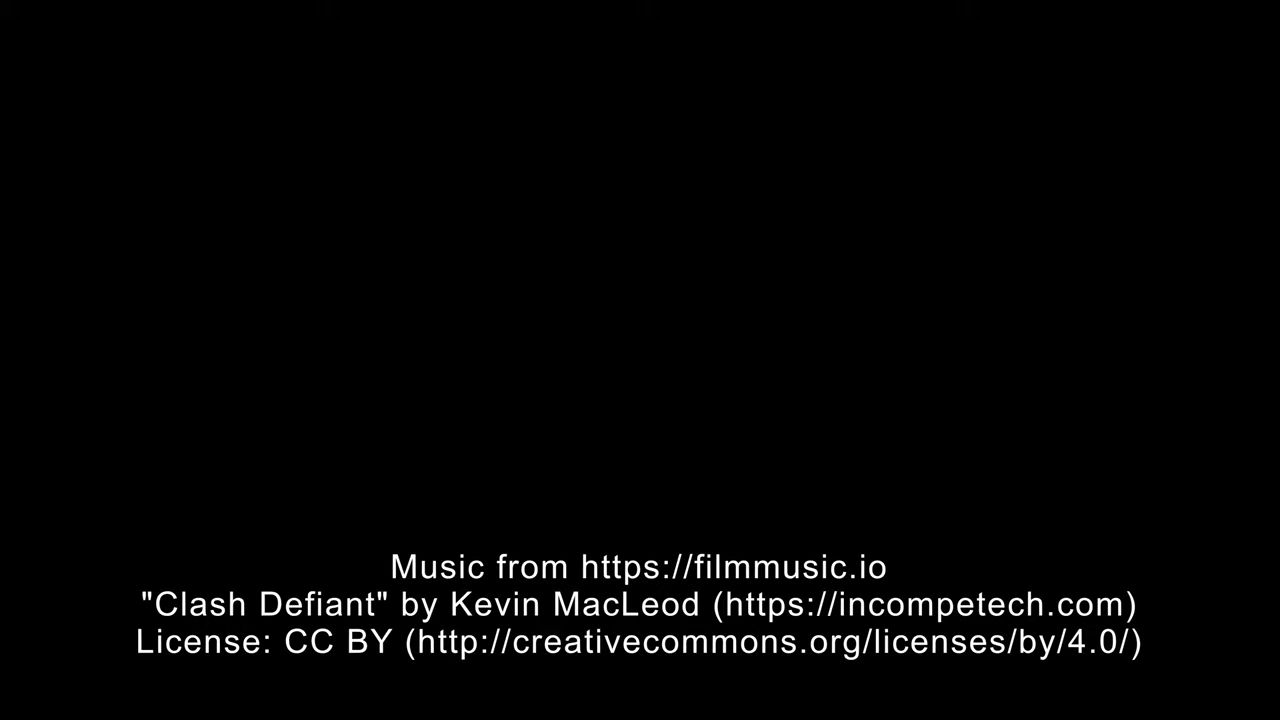 Music from https://filmmusic.io
"Clash Defiant" by Kevin MacLeod (https://incompetech.com)
License: CC BY (http://creativecommons.org/licenses/by/4.0/)